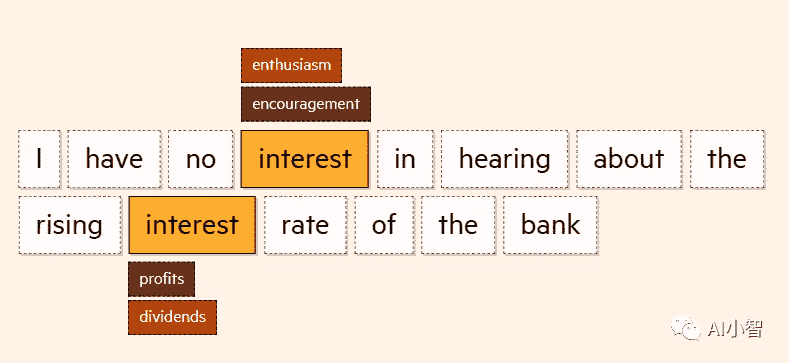 enthusiasm
encouragement
I have no interest in hearing about the
rising interest rate of the bank
profits
dividends
AI小智